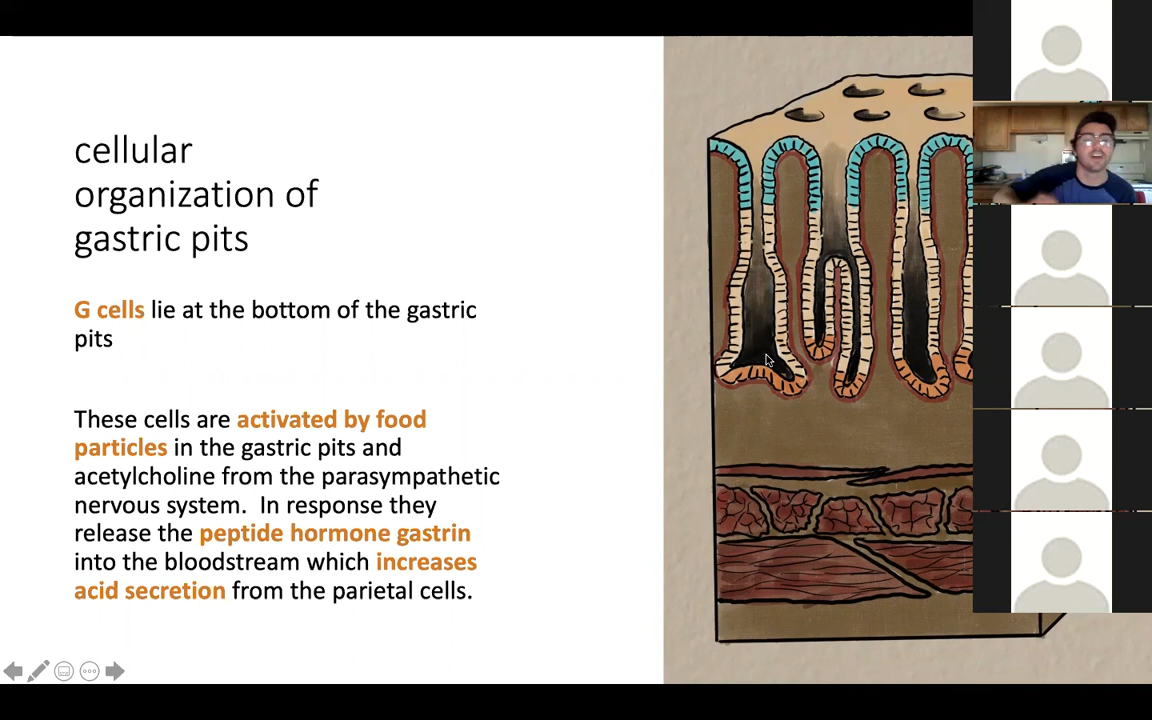 cellular
organization of
gastric pits
G cells lie at the bottom of the gastric
pits
These cells are activated by food
particles in the gastric pits and
acetylcholine from the parasympathetic
nervous system.  In response they
release the peptide hormone gastrin
into the bloodstream which increases
acid secretion from the parietal cells.